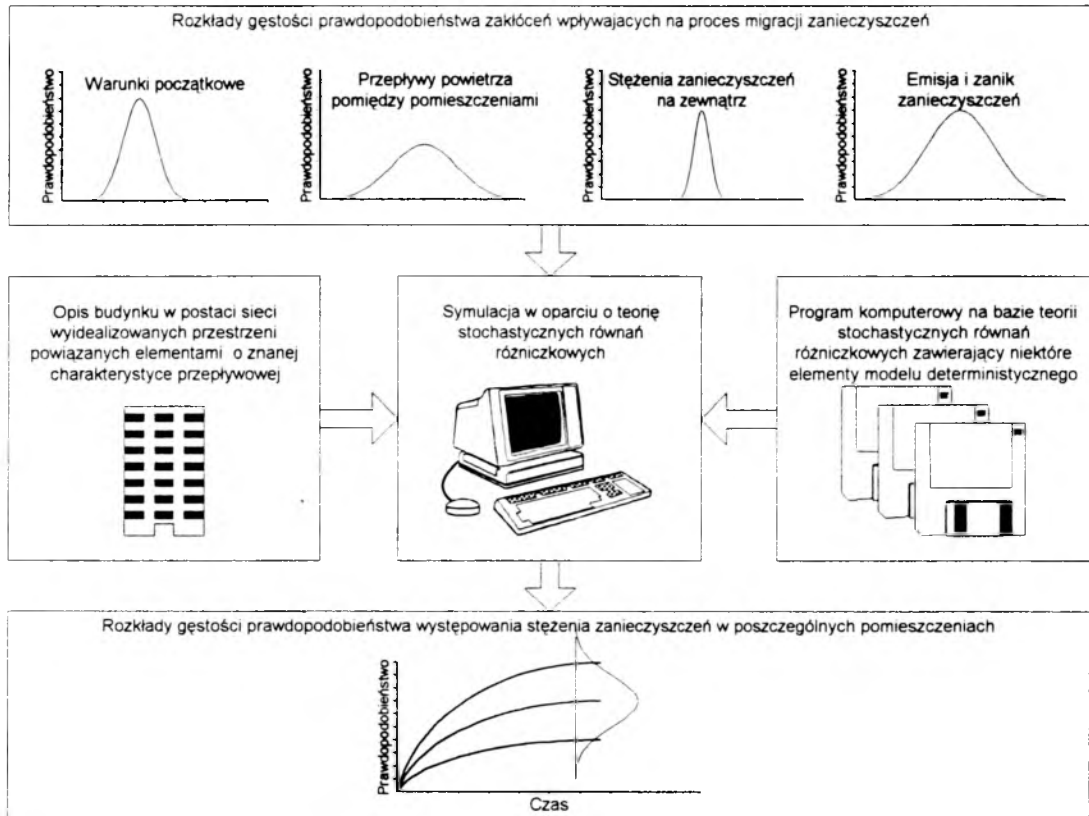 Rozkłady gęstości prawdopodobieństwa zakłóceń wpływajacych na proces migracji zanieczyszczeń
Warunki początkowe
Prawdopodobieństwo
Przepływy powietrza
pomiędzy pomieszczeniami
Prawdopodobieństwo
Stężenia zanieczyszczeń
na zewnątrz
Prawdopodobieństwo
Emisja i zanik
zanieczyszczeń
Prawdopodobieństwo
Opis budynku w postaci sieci
wyidealizowanych przestrzeni
powiązanych elementami o znanej
charakterystyce przepływowej
Symulacja w oparciu o teorię
stochastycznych równań
różniczkowych
Program komputerowy na bazie teorii
stochastycznych równań
różniczkowych zawierający niektóre
elementy modelu deterministycznego
Rozkłady gęstości prawdopodobieństwa występowania stężenia zanieczyszczeń w poszczególnych pomieszczeniach
Prawdopodobieństwo
Czas